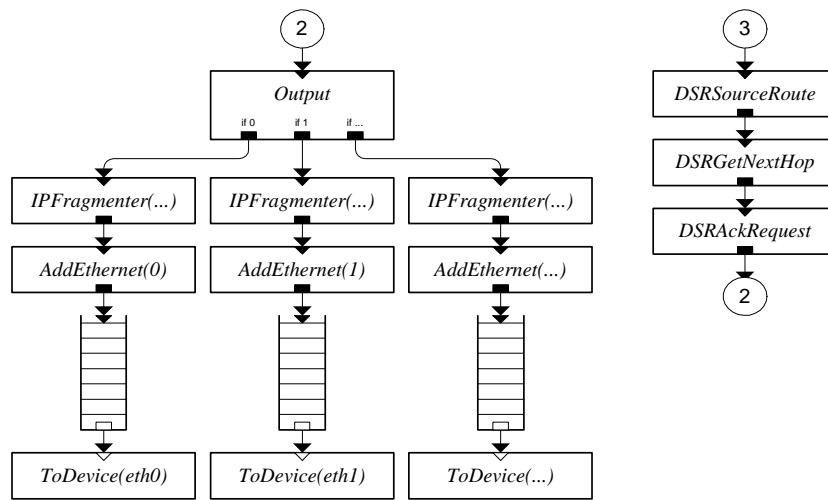 2
Output
if 0
if 1
if ...
IPFragmenter(...)
IPFragmenter(...)
IPFragmenter(...)
AddEthernet(0)
AddEthernet(1)
AddEthernet(...)
ToDevice(eth0)
ToDevice(eth1)
ToDevice(...)
3
DSRSourceRoute
DSRGetNextHop
DSRAckRequest
2